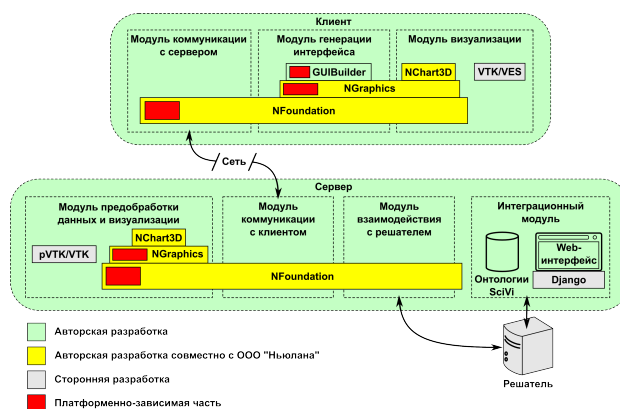 Клиент
Модуль коммуникации
с сервером
Модуль генерации
интерфейса
Модуль визуализации
GUIBuilder
NChart3D
VTK/VES
NGraphics
NFoundation
Сеть
Сервер
Модуль предобработки
данных и визуализации
Модуль
коммуникации
с клиентом
Модуль
взаимодействия
с решателем
Интеграционный
модуль
NChart3D
pVTK/VTK
NGraphics
NFoundation
Онтологии
SciVi
Web-
интерфейс
Django
Решатель
Авторская разработка
Авторская разработка совместно с ООО "Ньюлана"
Сторонняя разработка
Платформенно-зависимая часть